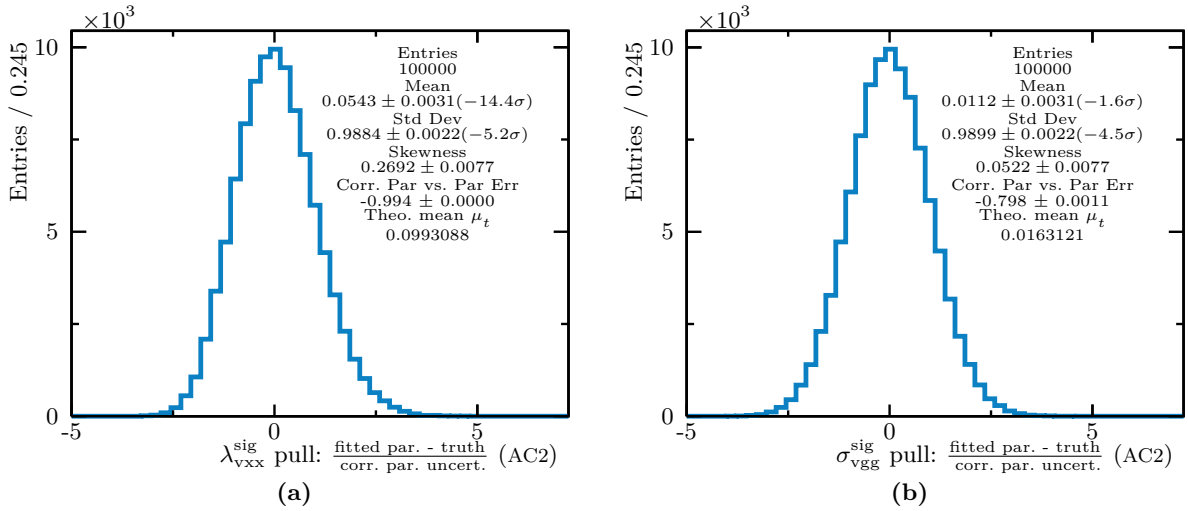 ×10³
Entries / 0.245
10
5
0
Entries
100000
Mean
0.0543 ± 0.0031(−14.4σ)
Std Dev
0.9884 ± 0.0022(−5.2σ)
Skewness
0.2692 ± 0.0077
Corr. Par vs. Par Err
-0.994 ± 0.0000
Theo. mean μ_t
0.0993088
-5 0 5
λ^sig_vxx pull: fitted par. - truth / corr. par. uncert. (AC2)
(a)
×10³
Entries / 0.245
10
5
0
Entries
100000
Mean
0.0112 ± 0.0031(−1.6σ)
Std Dev
0.9899 ± 0.0022(−4.5σ)
Skewness
0.0522 ± 0.0077
Corr. Par vs. Par Err
-0.798 ± 0.0011
Theo. mean μ_t
0.0163121
-5 0 5
σ^sig_vgg pull: fitted par. - truth / corr. par. uncert. (AC2)
(b)